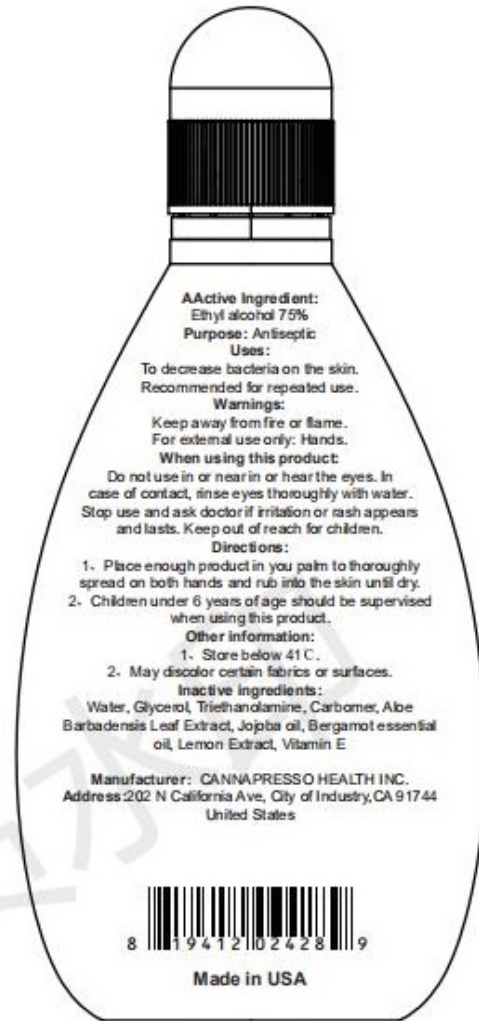 AActive Ingredient:
Ethyl alcohol 75%
Purpose: Antiseptic
Uses:
To decrease bacteria on the skin.
Recommended for repeated use.
Warnings:
Keep away from fire or flame.
For external use only: Hands.
When using this product:
Do not use in or near in or hear the eyes. In
case of contact, rinse eyes thoroughly with water.
Stop use and ask doctor if irritation or rash appears
and lasts. Keep out of reach for children.
Directions:
1、Place enough product in you palm to thoroughly
spread on both hands and rub into the skin until dry.
2、Children under 6 years of age should be supervised
when using this product.
Other information:
1、Store below 41℃.
2、May discolor certain fabrics or surfaces.
Inactive ingredients:
Water, Glycerol, Triethanolamine, Carbomer, Aloe
Barbadensis Leaf Extract, Jojoba oil, Bergamot essential
oil, Lemon Extract, Vitamin E
Manufacturer: CANNAPRESSO HEALTH INC.
Address:202 N California Ave, City of Industry,CA 91744
United States
8 19412 02428 9
Made in USA